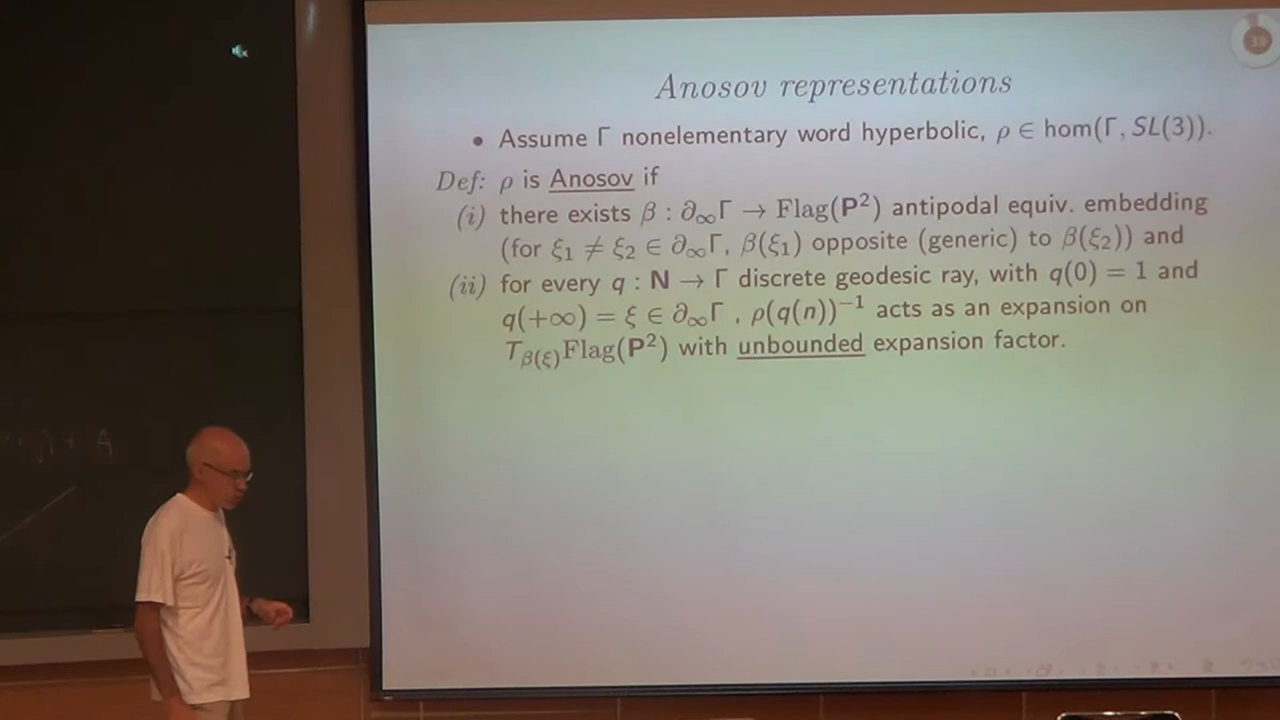 38
Anosov representations
• Assume Γ nonelementary word hyperbolic, ρ ∈ hom(Γ, SL(3)).
Def: ρ is Anosov if
(i) there exists β : ∂∞Γ → Flag(P²) antipodal equiv. embedding
(for ξ₁ ≠ ξ₂ ∈ ∂∞Γ, β(ξ₁) opposite (generic) to β(ξ₂)) and
(ii) for every q : N → Γ discrete geodesic ray, with q(0) = 1 and
q(+∞) = ξ ∈ ∂∞Γ , ρ(q(n))⁻¹ acts as an expansion on
T_β(ξ)Flag(P²) with unbounded expansion factor.
+ A